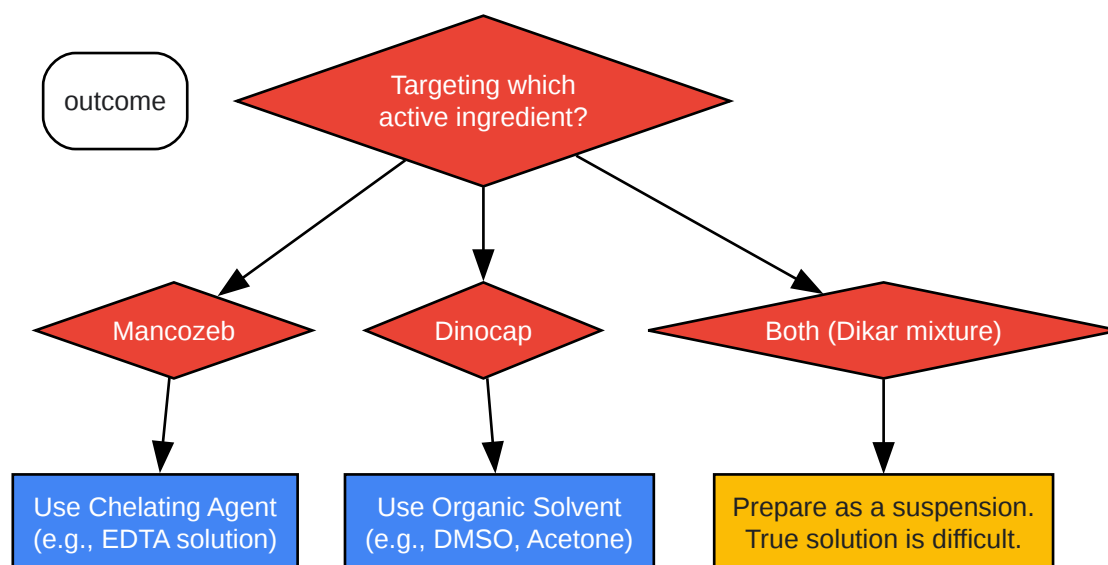 outcome
Targeting which
active ingredient?
Mancozeb
Dinocap
Both (Dikar mixture)
Use Chelating Agent
(e.g., EDTA solution)
Use Organic Solvent
(e.g., DMSO, Acetone)
Prepare as a suspension.
True solution is difficult.